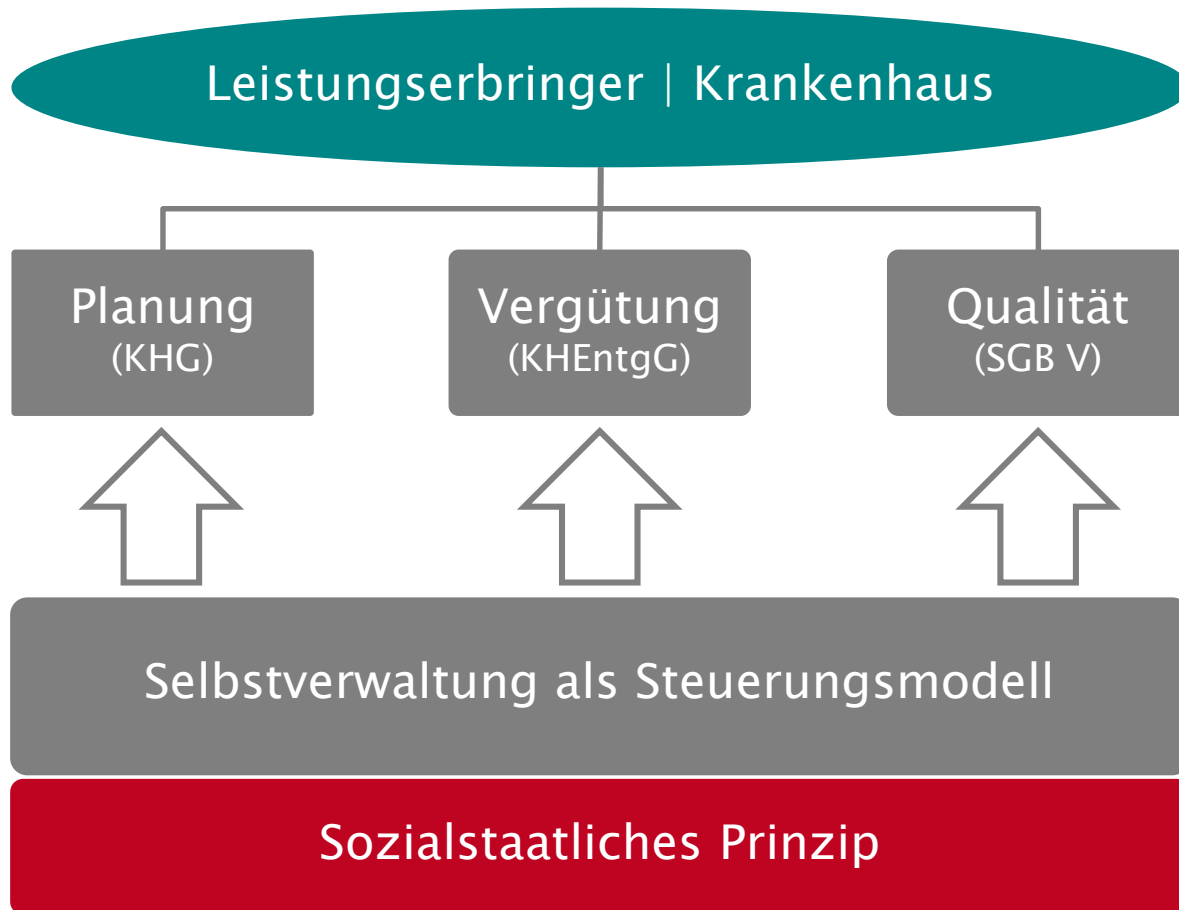 Leistungserbringer | Krankenhaus
Planung
(KHG)
Vergütung
(KHEntgG)
Qualität
(SGB V)
Selbstverwaltung als Steuerungsmodell
Sozialstaatliches Prinzip